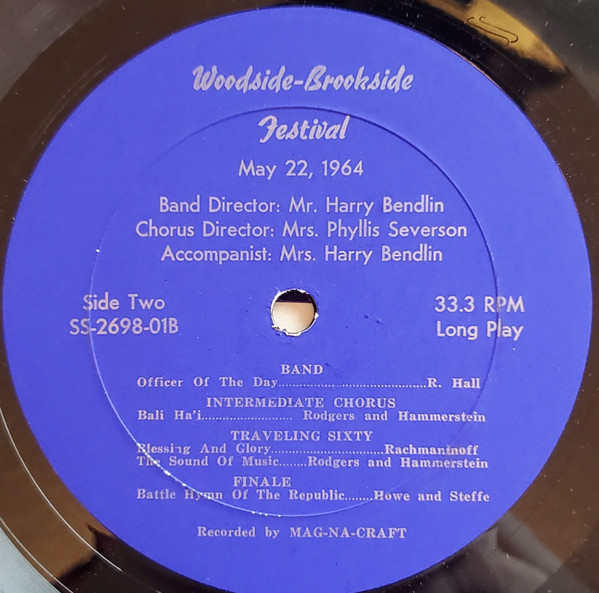 Woodside-Brookside
Festival
May 22, 1964
Band Director: Mr. Harry Bendlin
Chorus Director: Mrs. Phyllis Severson
Accompanist: Mrs. Harry Bendlin
Side Two
SS-2698-01B
33.3 RPM
Long Play
BAND
Officer Of The Day........................................R. Hall
INTERMEDIATE CHORUS
Bali Ha'i......................... Rodgers and Hammerstein
TRAVELING SIXTY
Blessing And Glory...............................Rachmaninoff
The Sound Of Music.......Rodgers and Hammerstein
FINALE
Battle Hymn Of The Republic.......Howe and Steffe
Recorded by MAG-NA-CRAFT